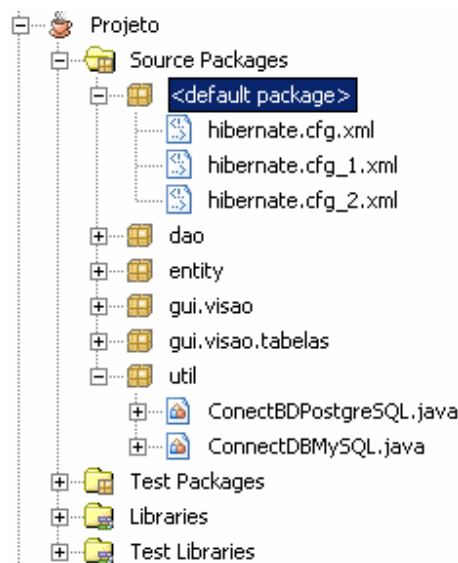 Projeto
Source Packages
<default package>
hibernate.cfg.xml
hibernate.cfg_1.xml
hibernate.cfg_2.xml
dao
entity
gui.visao
gui.visao.tabelas
util
ConectBDPostgreSQL.java
ConnectDBMySQL.java
Test Packages
Libraries
Test Libraries